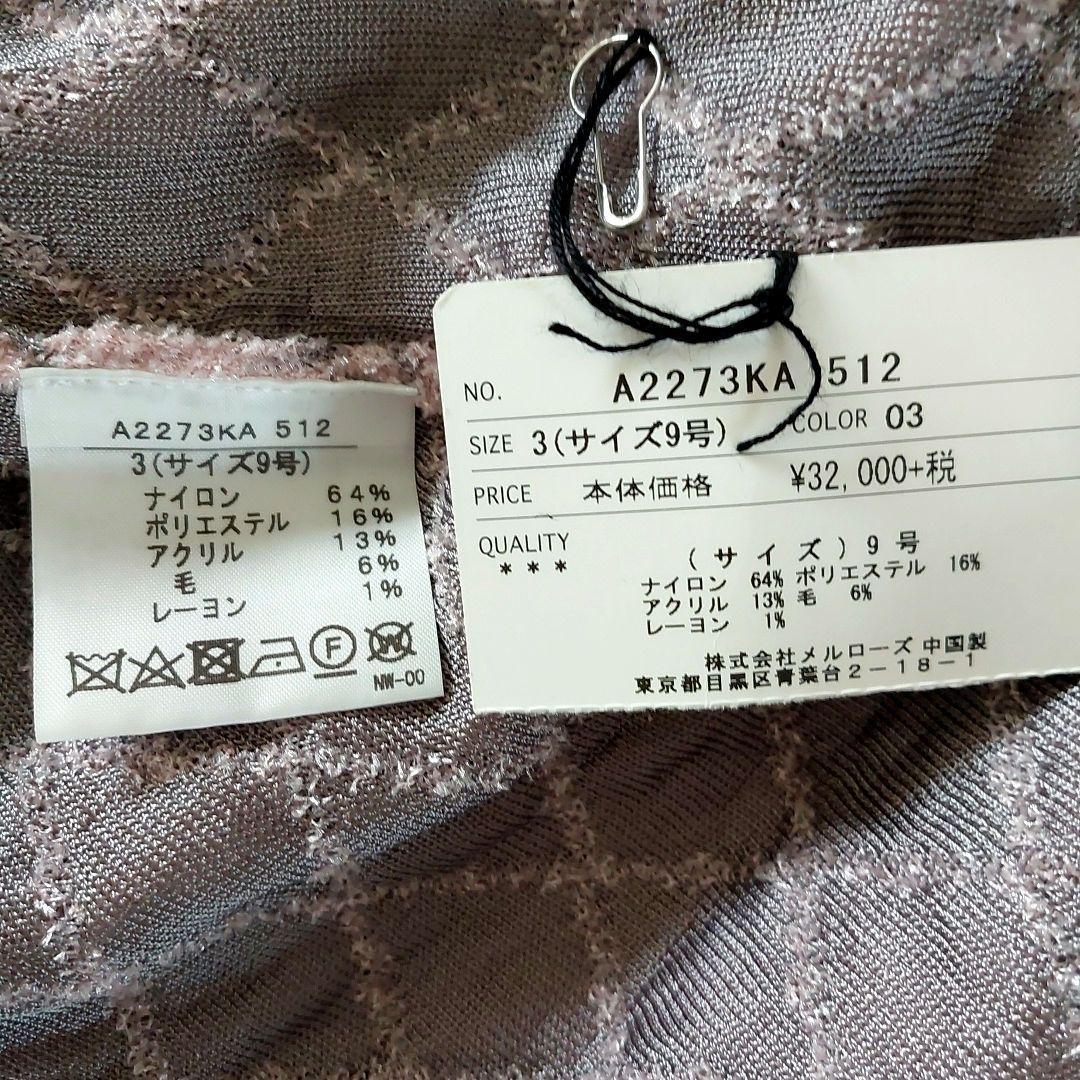 A2273KA 512
3(サイズ9号)
ナイロン 64%
ポリエステル 16%
アクリル 13%
毛 6%
レーヨン 1%
F
W
NW-00
NO. A2273KA 512
SIZE 3(サイズ9号) COLOR 03
PRICE 本体価格 ¥32,000+税
QUALITY
***
(サイズ)9号
ナイロン 64% ポリエステル 16%
アクリル 13% 毛 6%
レーヨン 1%
株式会社メルローズ 中国製
東京都目黒区青葉台2-18-1